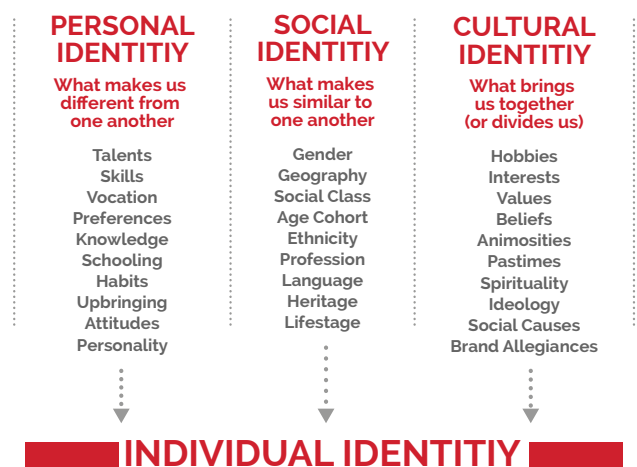 PERSONAL
IDENTITIY
What makes us
different from
one another
Talents
Skills
Vocation
Preferences
Knowledge
Schooling
Habits
Upbringing
Attitudes
Personality
SOCIAL
IDENTITIY
What makes
us similar to
one another
Gender
Geography
Social Class
Age Cohort
Ethnicity
Profession
Language
Heritage
Lifestage
CULTURAL
IDENTITIY
What brings
us together
(or divides us)
Hobbies
Interests
Values
Beliefs
Animosities
Pastimes
Spirituality
Ideology
Social Causes
Brand Allegiances
INDIVIDUAL IDENTITIY